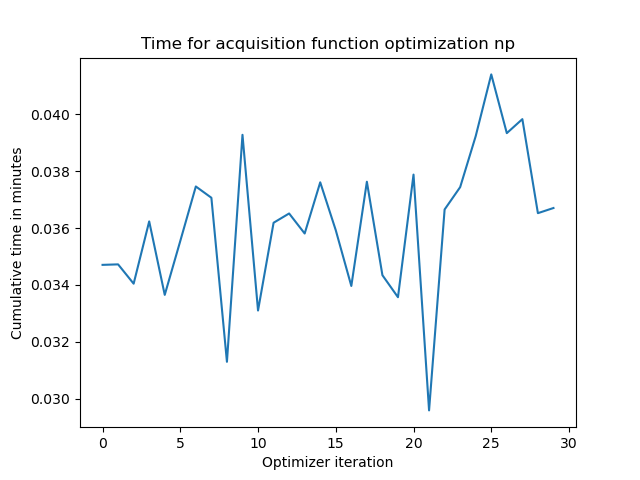 Time for acquisition function optimization np
Cumulative time in minutes
0.040
0.038
0.036
0.034
0.032
0.030
0 5 10 15 20 25 30
Optimizer iteration